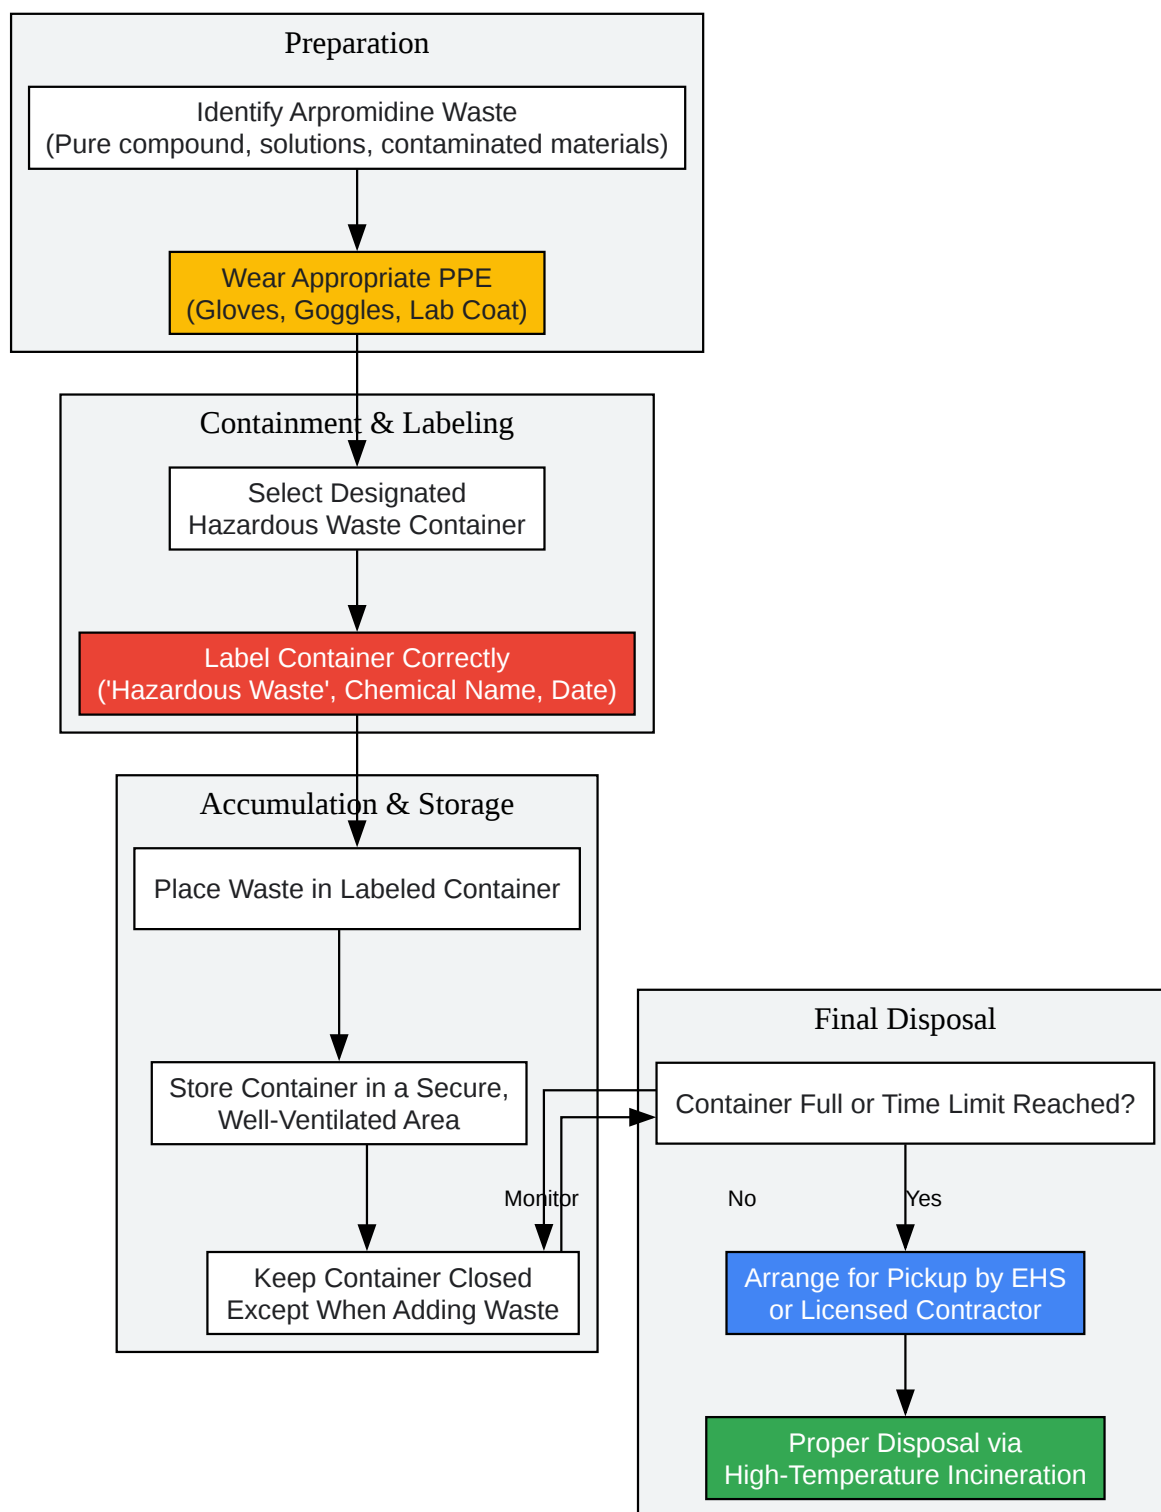 Preparation
Identify Arpromidine Waste
(Pure compound, solutions, contaminated materials)
Wear Appropriate PPE
(Gloves, Goggles, Lab Coat)
Containment & Labeling
Select Designated
Hazardous Waste Container
Label Container Correctly
('Hazardous Waste', Chemical Name, Date)
Accumulation & Storage
Place Waste in Labeled Container
Store Container in a Secure,
Well-Ventilated Area
Monitor
Keep Container Closed
Except When Adding Waste
Final Disposal
Container Full or Time Limit Reached?
No
Yes
Arrange for Pickup by EHS
or Licensed Contractor
Proper Disposal via
High-Temperature Incineration